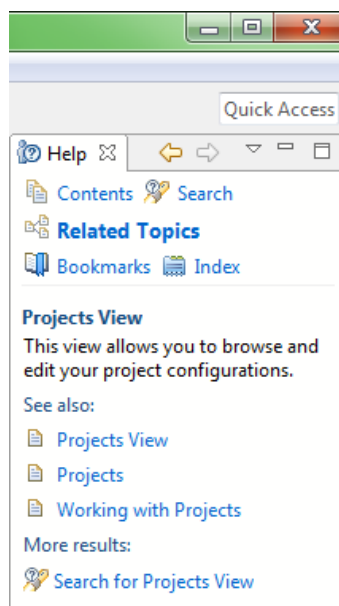 Quick Access
Help
Contents Search
Related Topics
Bookmarks Index
Projects View
This view allows you to browse and
edit your project configurations.
See also:
Projects View
Projects
Working with Projects
More results:
Search for Projects View